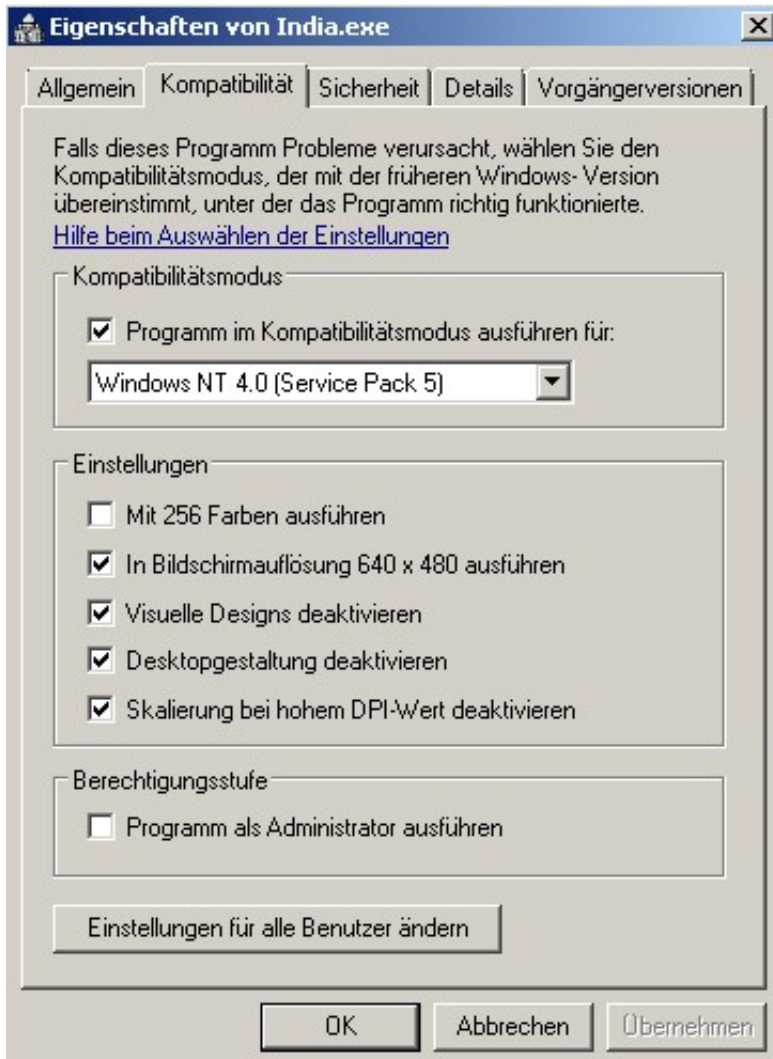 Eigenschaften von India.exe
Allgemein Kompatibilität Sicherheit Details Vorgängerversionen
Falls dieses Programm Probleme verursacht, wählen Sie den
Kompatibilitätsmodus, der mit der früheren Windows- Version
übereinstimmt, unter der das Programm richtig funktionierte.
Hilfe beim Auswählen der Einstellungen
Kompatibilitätsmodus
Programm im Kompatibilitätsmodus ausführen für:
Windows NT 4.0 (Service Pack 5)
Einstellungen
Mit 256 Farben ausführen
In Bildschirmauflösung 640 x 480 ausführen
Visuelle Designs deaktivieren
Desktopgestaltung deaktivieren
Skalierung bei hohem DPI-Wert deaktivieren
Berechtigungsstufe
Programm als Administrator ausführen
Einstellungen für alle Benutzer ändern
OK Abbrechen Übernehmen